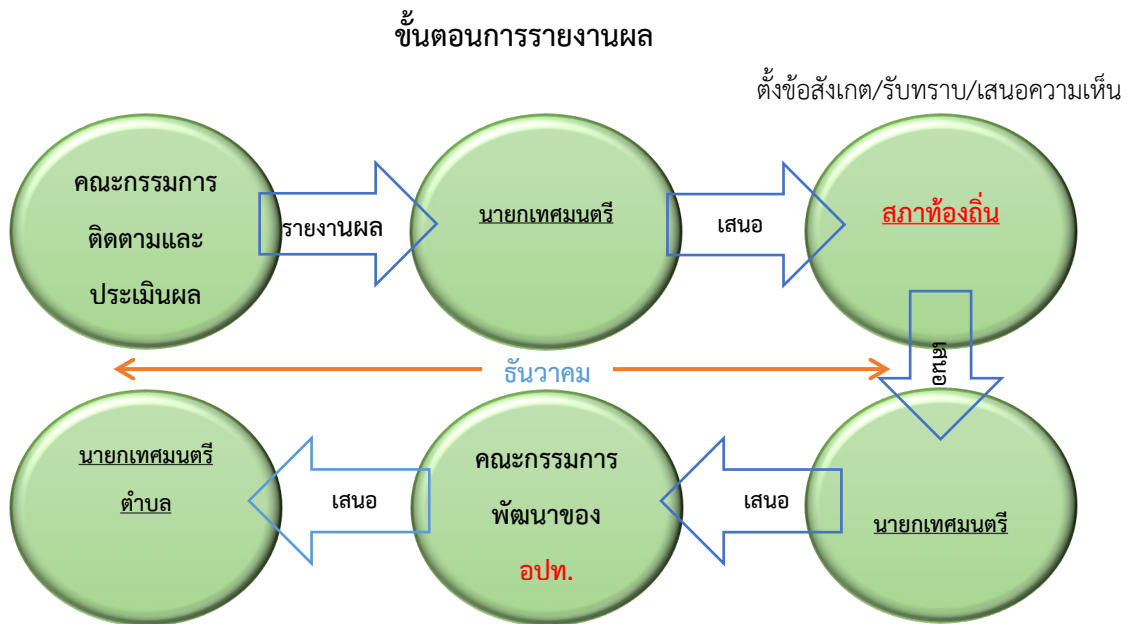 ขั้นตอนการรายงานผล
ตั้งข้อสังเกต/รับทราบ/เสนอความเห็น
คณะกรรมการ
ติดตามและ
ประเมินผล
รายงานผล
นายกเทศมนตรี
เสนอ
สภาท้องถิ่น
เสนอ
ธันวาคม
นายกเทศมนตรี
เสนอ
คณะกรรมการ
พัฒนาของ
อปท.
เสนอ
นายกเทศมนตรี
ตำบล